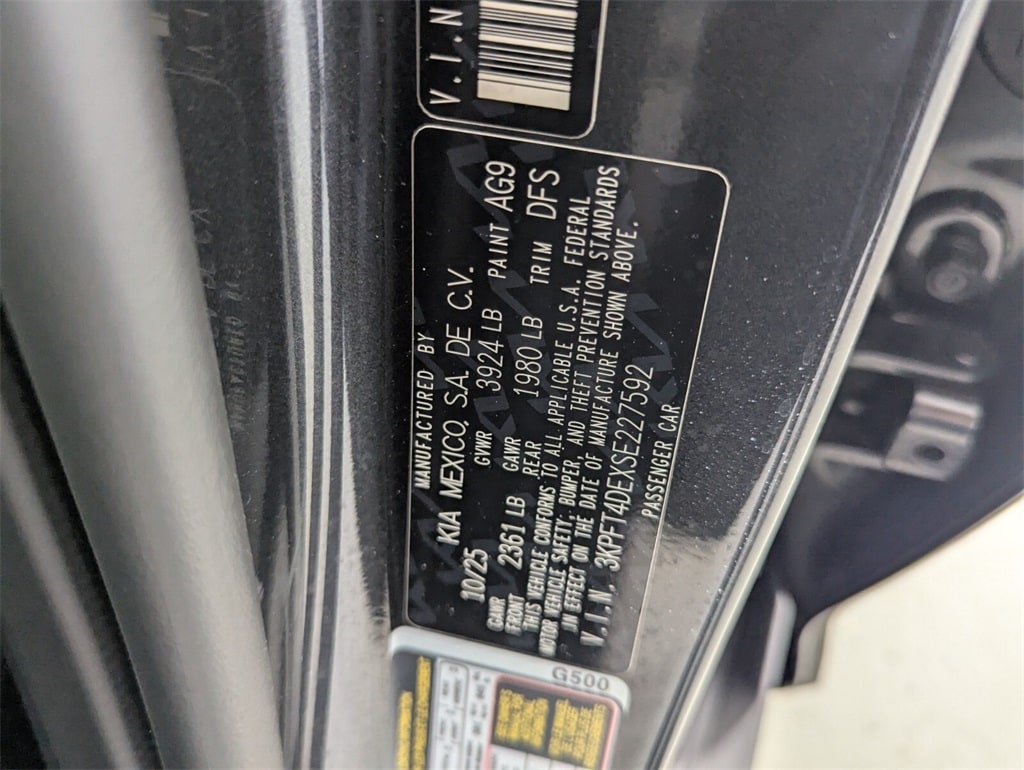 V.I.N
MANUFACTURED BY
10/25 KIA MEXICO, S.A. DE C.V.
GVWR 3924 LB PAINT AG9
GAWR FRONT 2361 LB GAWR REAR 1980 LB TRIM DFS
THIS VEHICLE CONFORMS TO ALL APPLICABLE U.S.A. FEDERAL
MOTOR VEHICLE SAFETY, BUMPER, AND THEFT PREVENTION STANDARDS
IN EFFECT ON THE DATE OF MANUFACTURE SHOWN ABOVE.
V.I.N. 3KPFT4DEXSE227592
PASSENGER CAR
G500